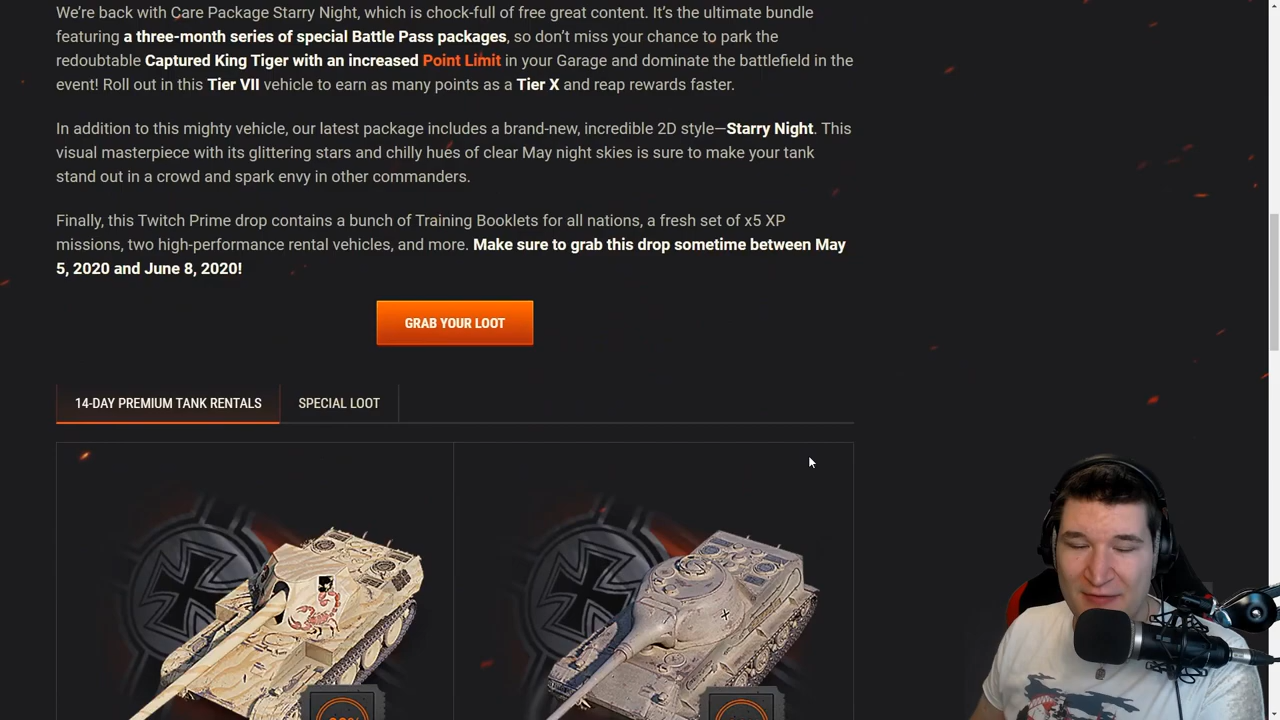 We're back with Care Package Starry Night, which is chock-full of free great content. It's the ultimate bundle
featuring a three-month series of special Battle Pass packages, so don't miss your chance to park the
redoubtable Captured King Tiger with an increased Point Limit in your Garage and dominate the battlefield in the
event! Roll out in this Tier VII vehicle to earn as many points as a Tier X and reap rewards faster.
In addition to this mighty vehicle, our latest package includes a brand-new, incredible 2D style—Starry Night. This
visual masterpiece with its glittering stars and chilly hues of clear May night skies is sure to make your tank
stand out in a crowd and spark envy in other commanders.
Finally, this Twitch Prime drop contains a bunch of Training Booklets for all nations, a fresh set of x5 XP
missions, two high-performance rental vehicles, and more. Make sure to grab this drop sometime between May
5, 2020 and June 8, 2020!
GRAB YOUR LOOT
14-DAY PREMIUM TANK RENTALS
SPECIAL LOOT